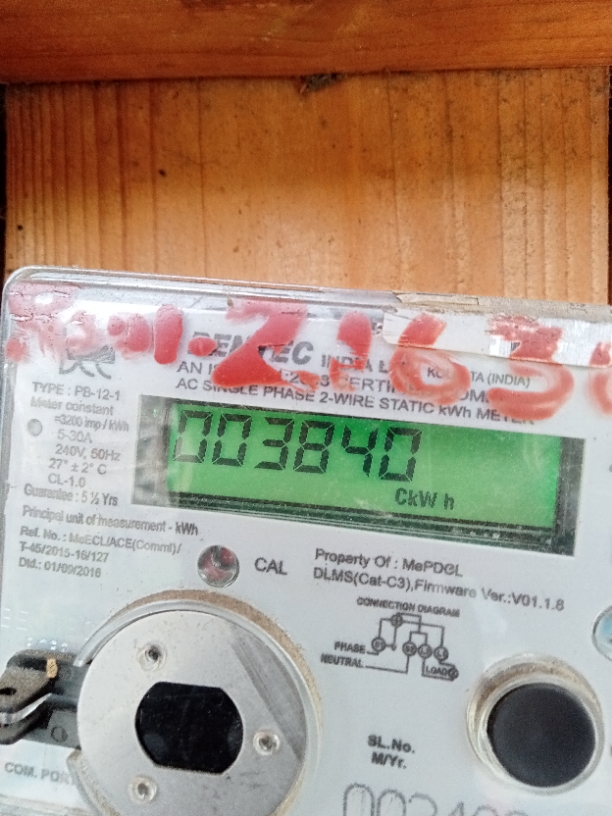 INDIA
TYPE : PB-12-1
AC SINGLE PHASE 2-WIRE STATIC kWh METER
Meter constant
=3200 imp / kWh
5-30A
240V, 50Hz
27° ± 2° C
CL-1.0
Guarantee : 5 ½ Yrs
003840
CkW h
Principal unit of measurement - kWh
Ref. No. : MeECL/ACE(Comml)/
T-45/2015-16/127
Dtd.: 01/09/2016
CAL
Property Of : MePDCL
DLMS(Cat-C3),Firmware Ver.:V01.1.8
CONNECTION DIAGRAM
PHASE
NEUTRAL
LOAD
SL.No.
M/Yr.
COM. PORT